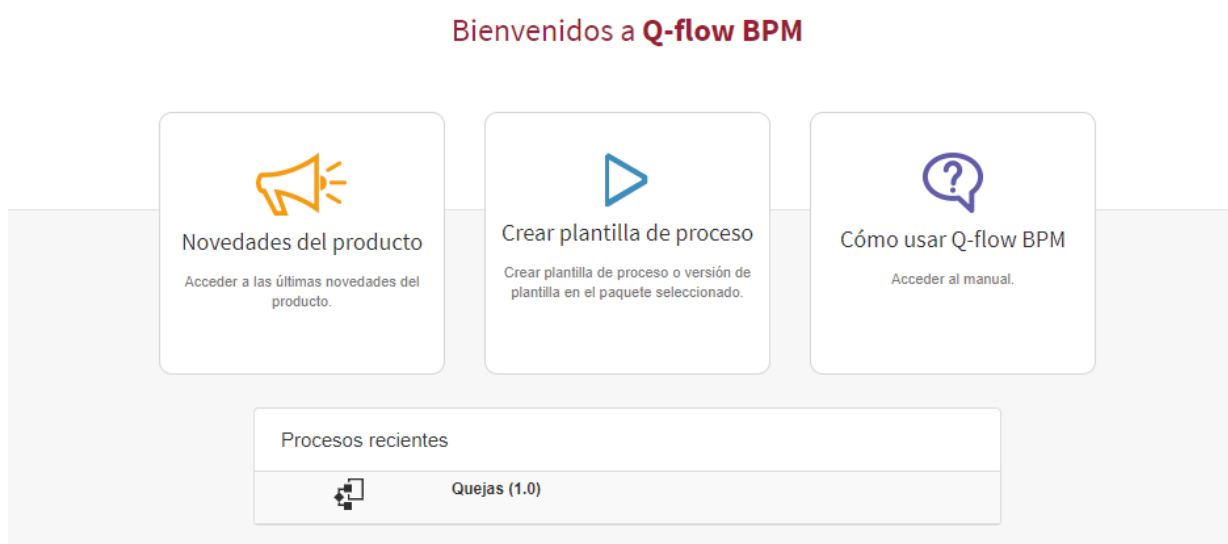 Bienvenidos a Q-flow BPM
Novedades del producto
Acceder a las últimas novedades del
producto.
Crear plantilla de proceso
Crear plantilla de proceso o versión de
plantilla en el paquete seleccionado.
Cómo usar Q-flow BPM
Acceder al manual.
Procesos recientes
Quejas (1.0)